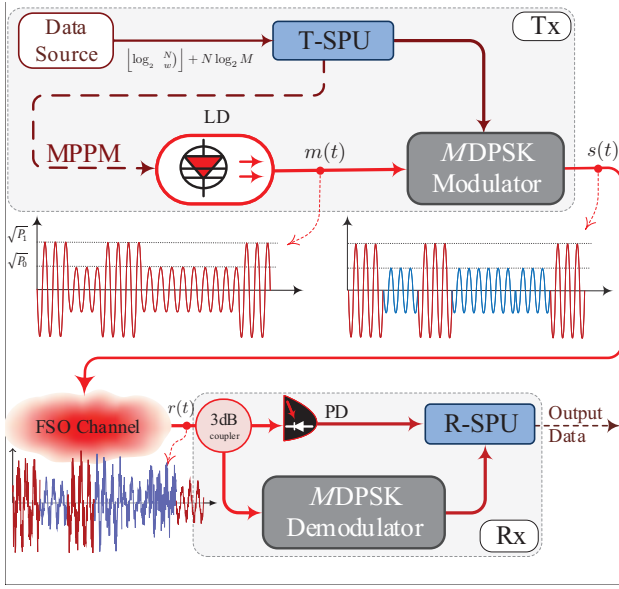 Data
Source
T-SPU
Tx
⌊log₂ (N w)⌋ + N log₂ M
LD
MPPM
m(t)
MDPSK
Modulator
s(t)
√P₁
√P₀
r(t)
FSO Channel
3dB
coupler
PD
R-SPU
Output
Data
MDPSK
Demodulator
Rx